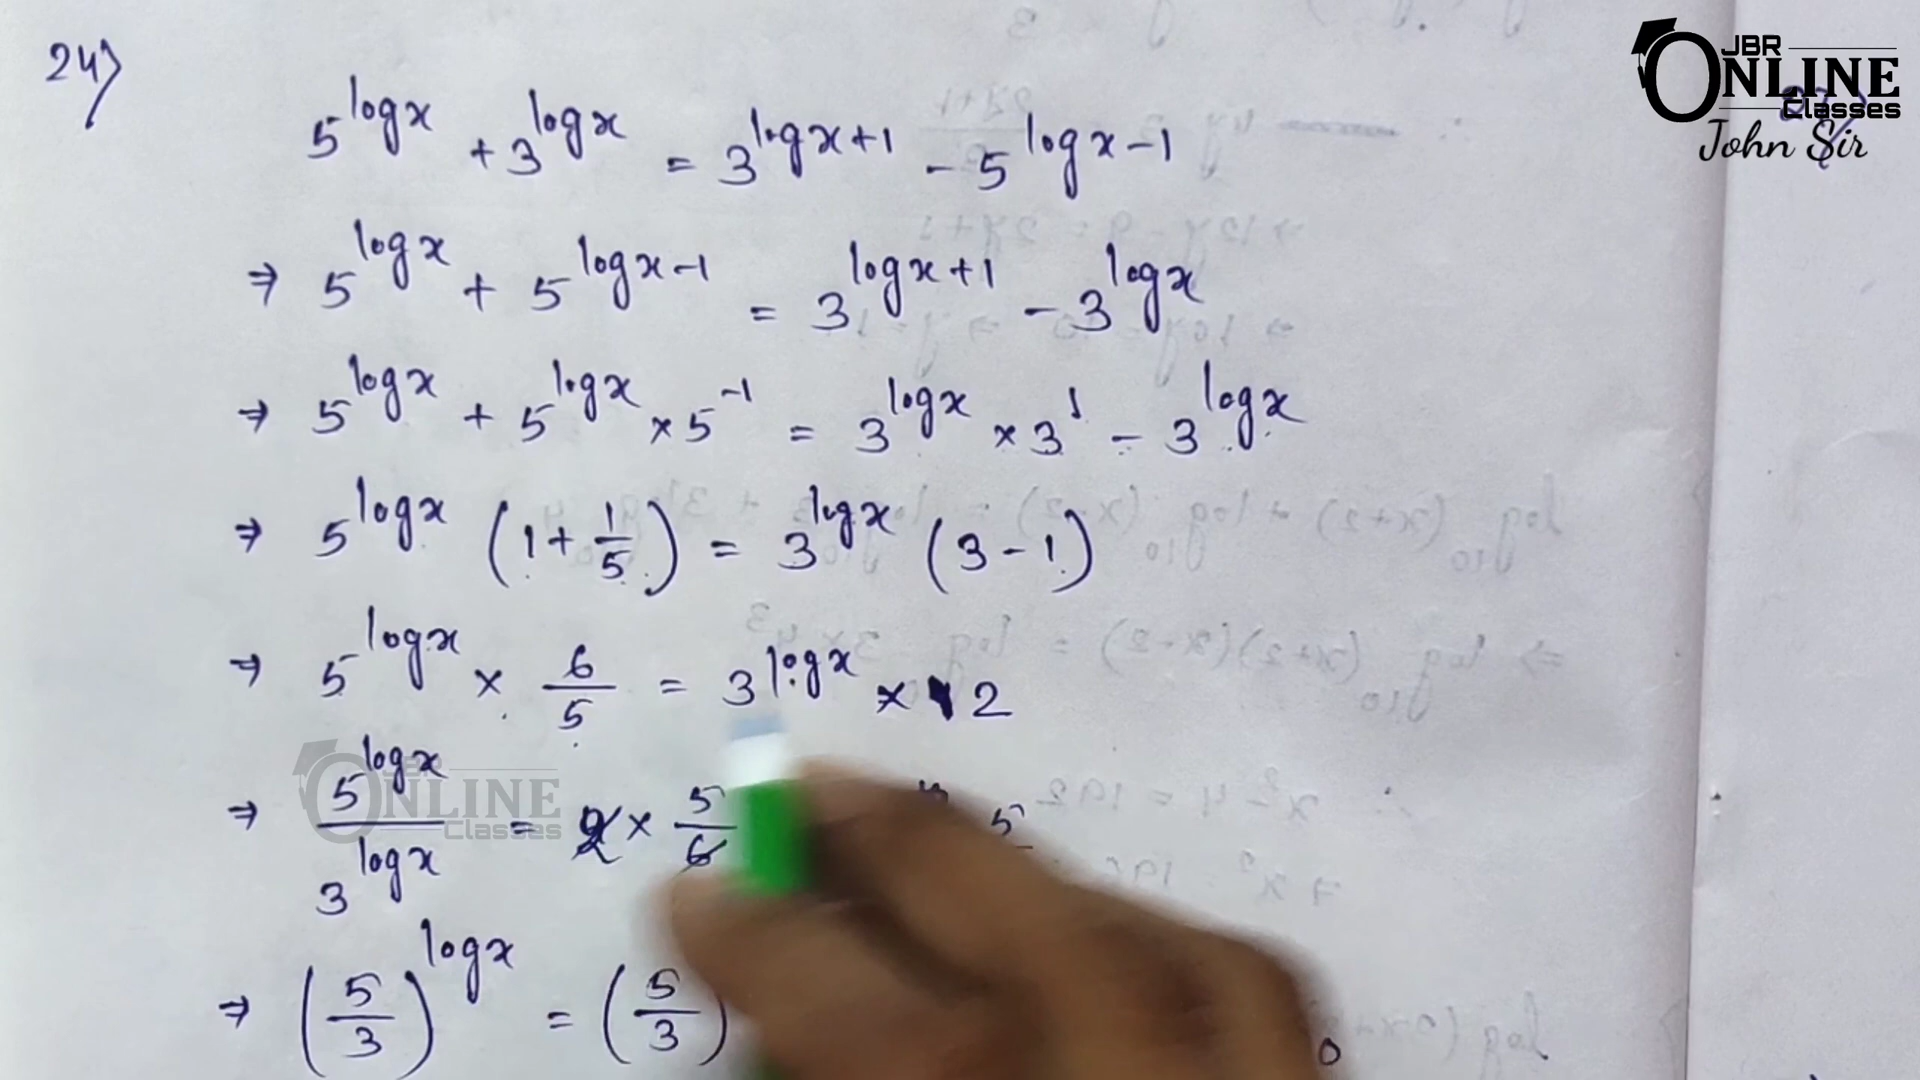 JBR
ONLINE
Classes
John Sir
24)
5^{log x} + 3^{log x} = 3^{log x + 1} - 5^{log x - 1}
⇒ 5^{log x} + 5^{log x - 1} = 3^{log x + 1} - 3^{log x}
⇒ 5^{log x} + 5^{log x} × 5^{-1} = 3^{log x} × 3^1 - 3^{log x}
⇒ 5^{log x} (1 + 1/5) = 3^{log x} (3 - 1)
⇒ 5^{log x} × 6/5 = 3^{log x} × 2
⇒ 5^{log x} / 3^{log x} = 2 × 5/6 5
⇒ (5/3)^{log x} = (5/3
ONLINE
Classes